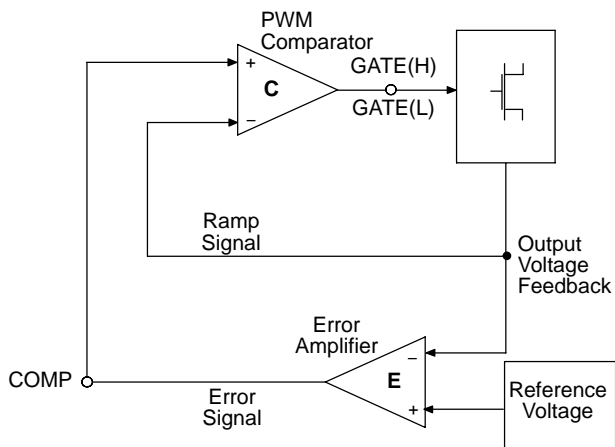 PWM
Comparator
GATE(H)
+
C
GATE(L)
−
Ramp
Signal
Output
Voltage
Feedback
Error
Amplifier
−
COMP
E
Error
Signal
+
Reference
Voltage